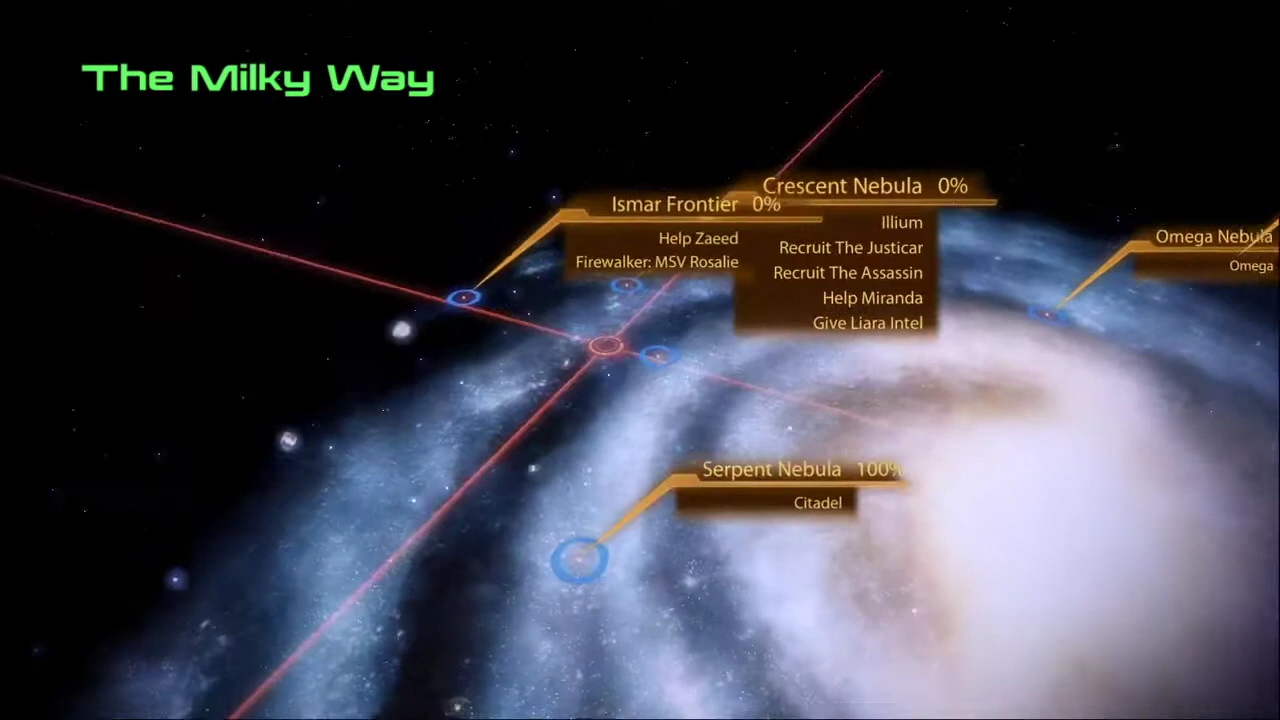 The Milky Way
Crescent Nebula 0%
Illium
Recruit The Justicar
Recruit The Assassin
Help Miranda
Give Liara Intel
Ismar Frontier 0%
Help Zaeed
Firewalker: MSV Rosalie
Omega Nebula
Omega
Serpent Nebula 100%
Citadel